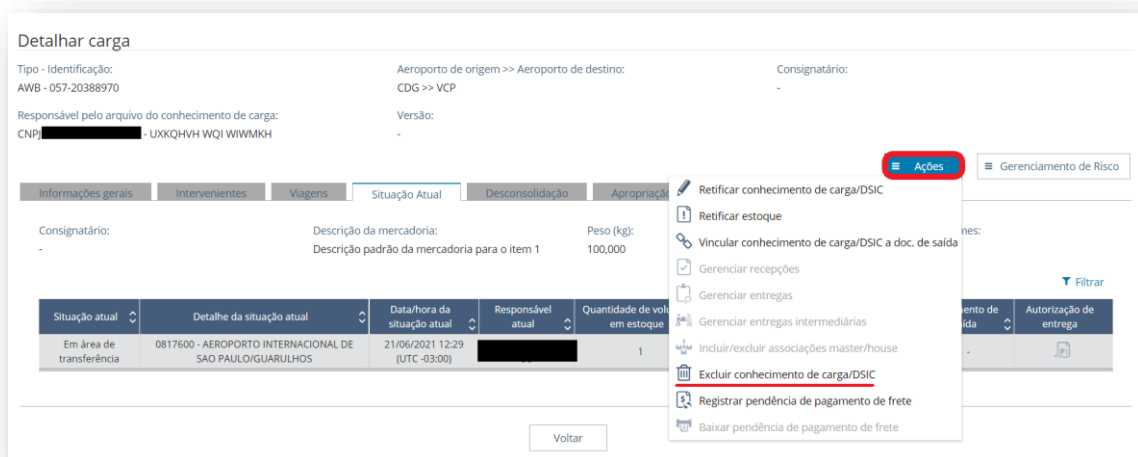 Detalhar carga
Tipo - Identificação:
AWB - 057-20388970
Aeroporto de origem >> Aeroporto de destino:
CDG >> VCP
Consignatário:
-
Responsável pelo arquivo do conhecimento de carga:
CNPJ - UXKQHVH WQI WIWMKH
Versão:
-
Ações
Gerenciamento de Risco
Informações gerais
Intervenientes
Viagens
Situação Atual
Desconsolidação
Apropriação
Consignatário:
-
Descrição da mercadoria:
Descrição padrão da mercadoria para o item 1
Peso (kg):
100,000
mes:
Retificar conhecimento de carga/DSIC
Retificar estoque
Vincular conhecimento de carga/DSIC a doc. de saída
Gerenciar recepções
Gerenciar entregas
Gerenciar entregas intermediárias
Incluir/excluir associações master/house
Excluir conhecimento de carga/DSIC
Registrar pendência de pagamento de frete
Baixar pendência de pagamento de frete
Filtrar
Situação atual
Detalhe da situação atual
Data/hora da
situação atual
Responsável
atual
Quantidade de volu
em estoque
ento de
ída
Autorização de
entrega
Em área de
transferência
0817600 - AEROPORTO INTERNACIONAL DE
SAO PAULO/GUARULHOS
21/06/2021 12:29
(UTC -03:00)
1
-
Voltar